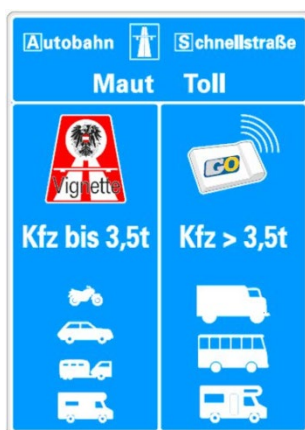 Autobahn Schnellstraße
Maut Toll
Vignette
GO
Kfz bis 3,5t
Kfz > 3,5t